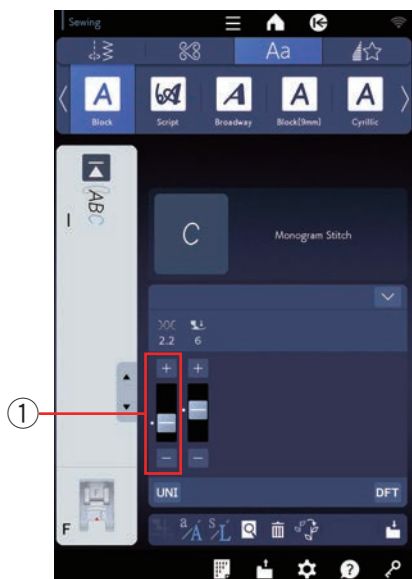 Sewing
Aa
A A A A A
Block Script Broadway Block(9mm) Cyrillic
I ABC
C Monogram Stitch
2.2 6
+ +
1
− −
UNI DFT
F
a/Á S/L
?